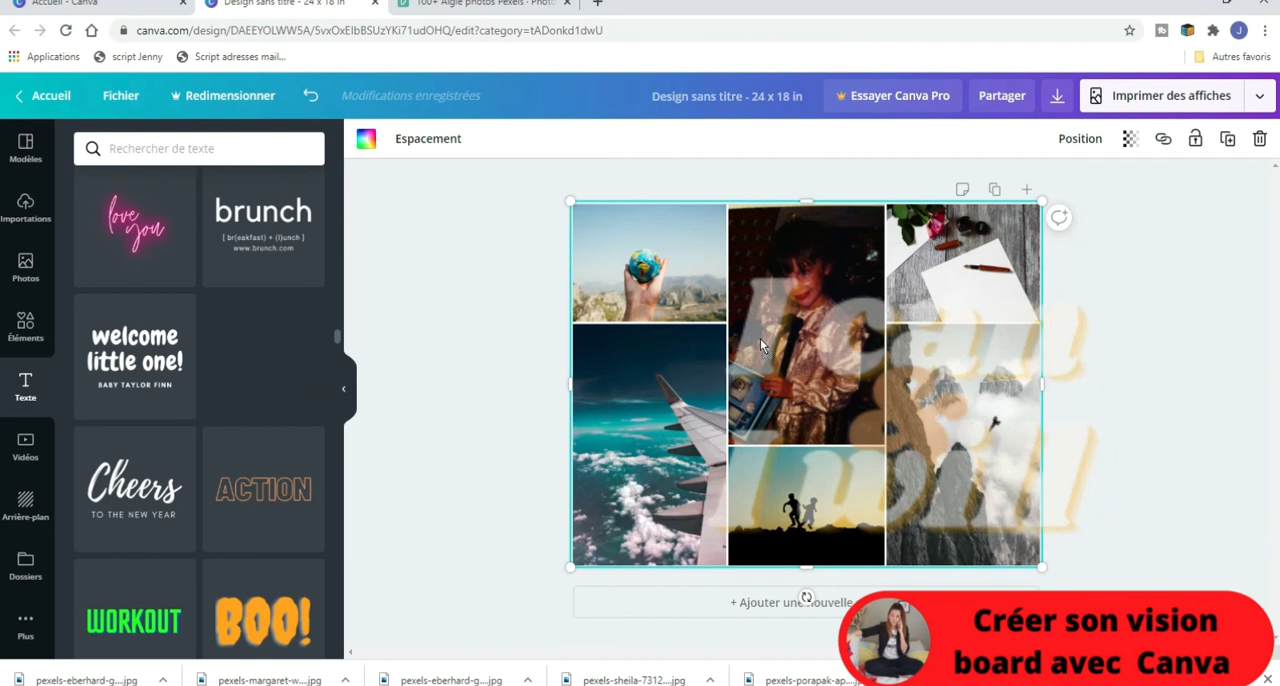 Accueil - Canva
Design sans titre - 24 x 18 in
100+ Aigle photos Pexels · Phot
canva.com/design/DAEEYOLWW5A/5vxOxEIbBSUzYKi71udOHQ/edit?category=tADonkd1dwU
J
Applications
script Jenny
Script adresses mail...
Autres favoris
Accueil
Fichier
Redimensionner
Modifications enregistrées
Design sans titre - 24 x 18 in
Essayer Canva Pro
Partager
Imprimer des affiches
Modèles
Importations
Photos
Éléments
Texte
Vidéos
Arrière-plan
Dossiers
Plus
Rechercher de texte
love you
brunch
[ br(eakfast) + (l)unch ]
www.brunch.com
welcome
little one!
BABY TAYLOR FINN
Cheers
TO THE NEW YEAR
ACTION
WORKOUT
BOO!
Espacement
Position
I can
&
I will
+ Ajouter une nouvelle
Créer son vision
board avec Canva
pexels-eberhard-g....jpg
pexels-margaret-w....jpg
pexels-eberhard-g....jpg
pexels-sheila-7312....jpg
pexels-porapak-ap....jpg